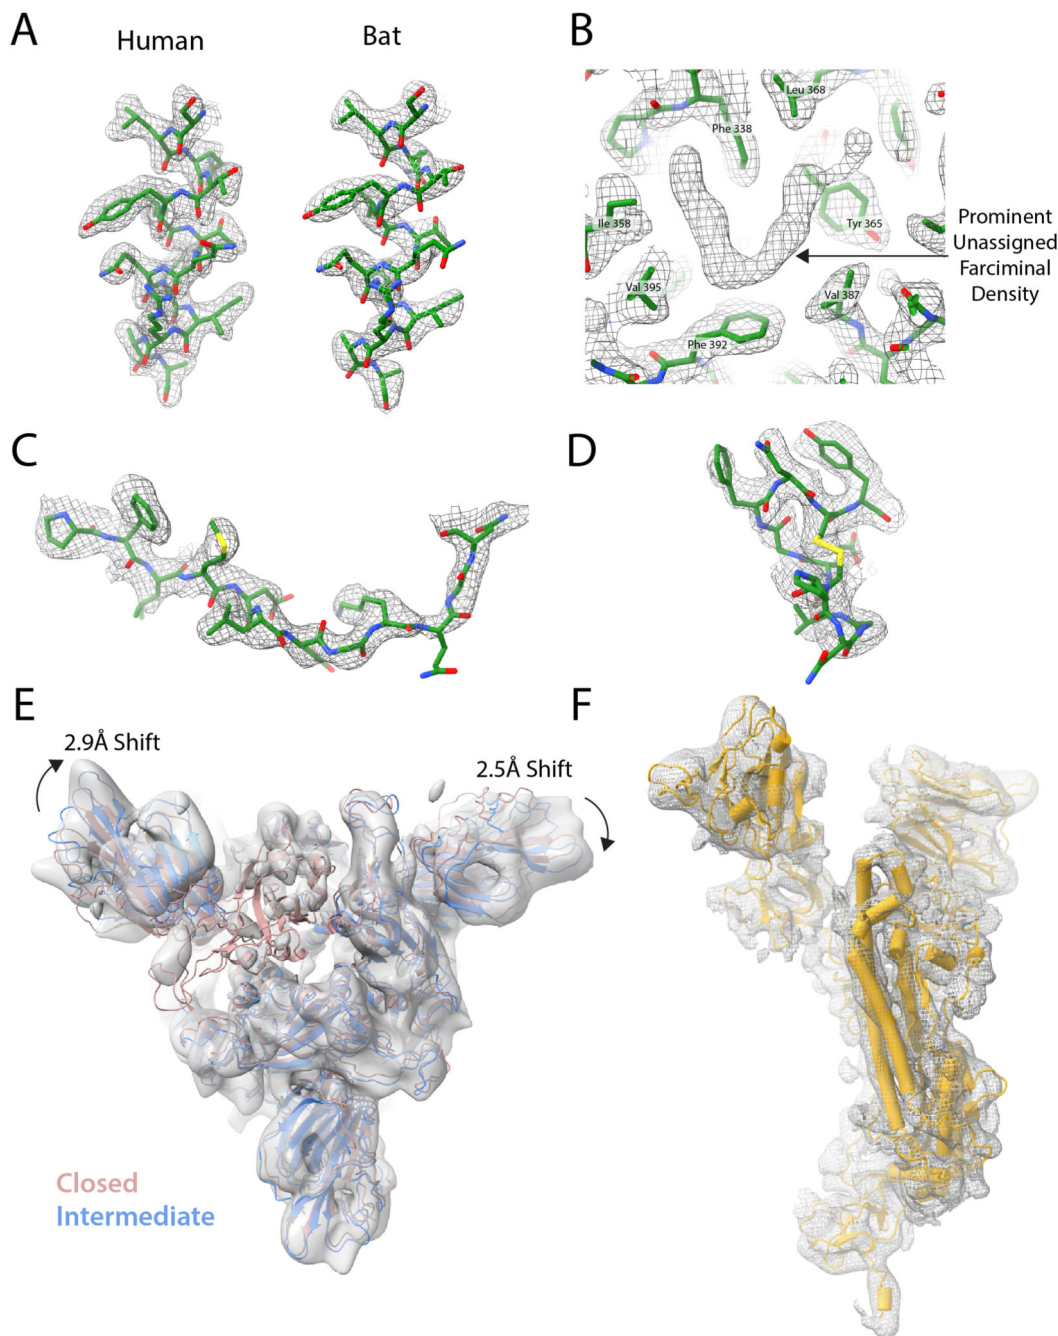 A
Human
Bat
B
Leu 368
Phe 338
Ile 358
Tyr 365
Val 395
Val 387
Phe 392
Prominent
Unassigned
Farciminal
Density
C
D
E
2.9Å Shift
2.5Å Shift
Closed
Intermediate
F